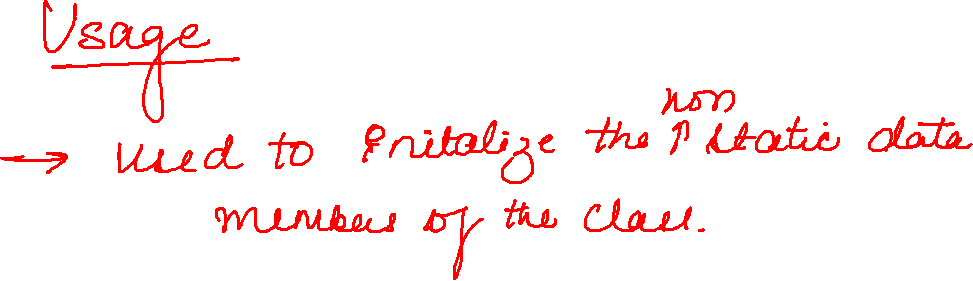 Usage
→ Used to Initalize the non static data
members of the class.